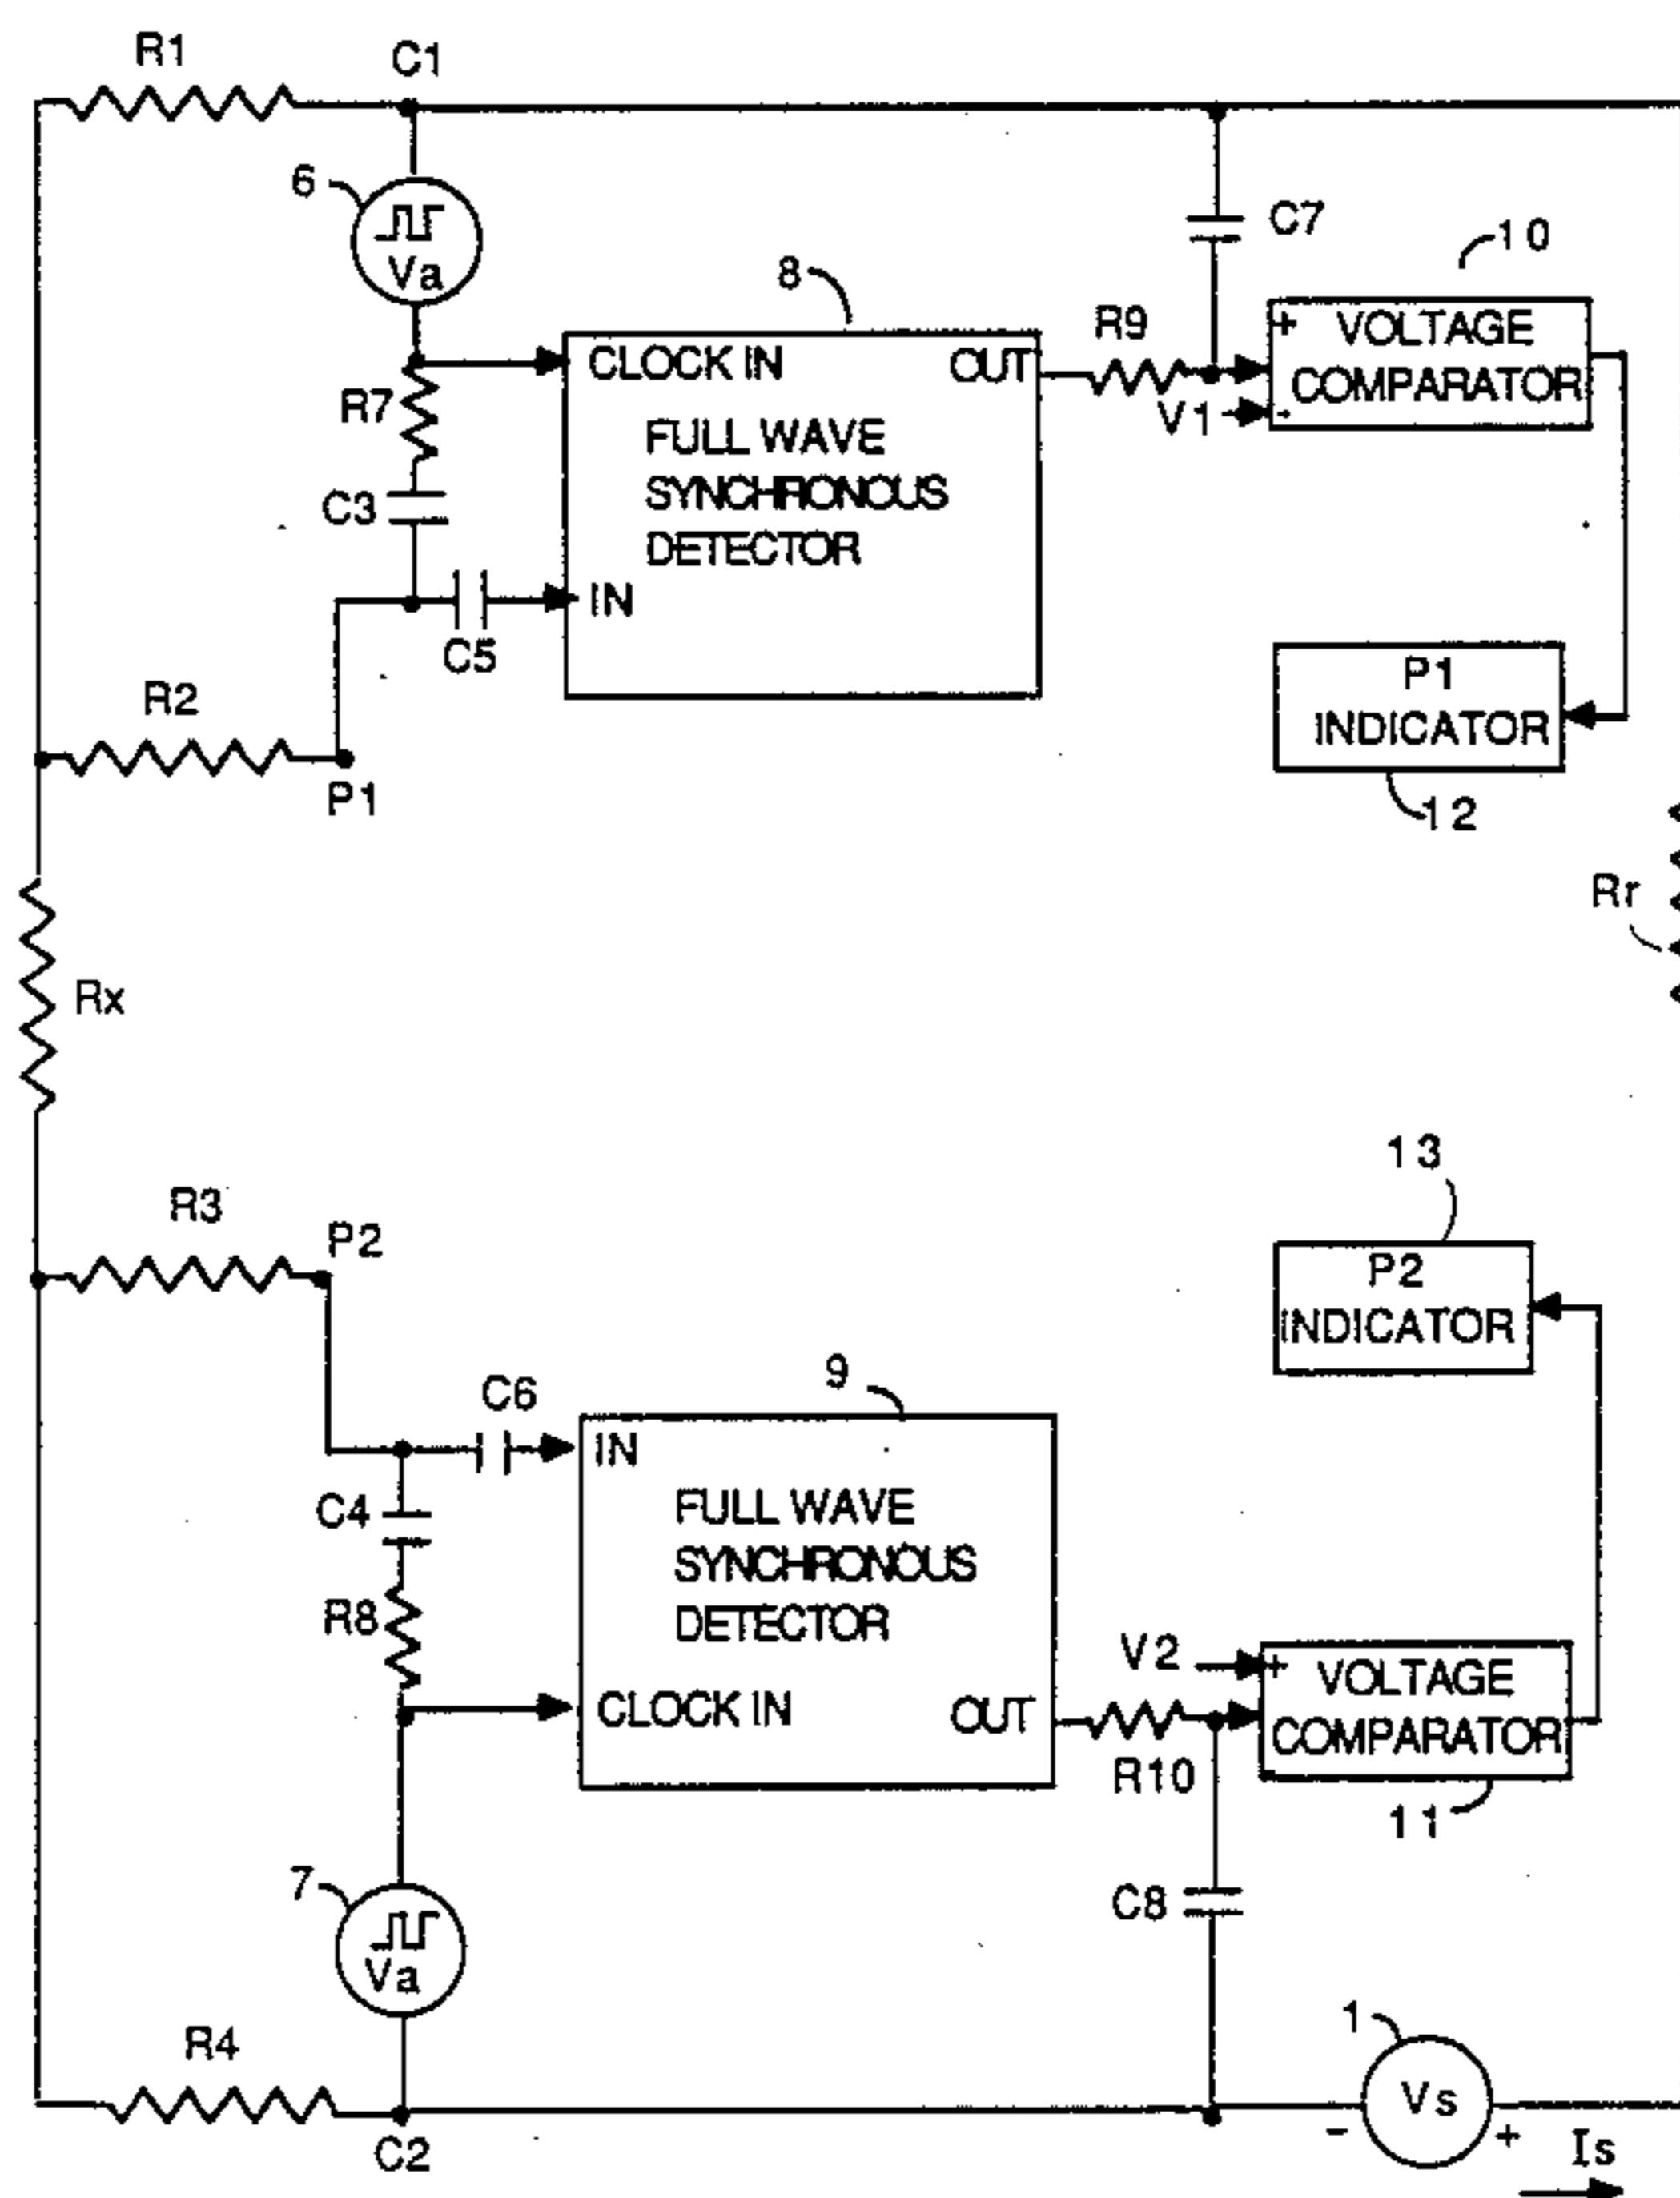 R1
C1
6
Va
C7
10
8
R9
+ VOLTAGE
COMPARATOR
CLOCK IN
OUT
V1
-
R7
FULL WAVE
SYNCHRONOUS
DETECTOR
C3
IN
C5
P1
INDICATOR
R2
P1
12
Rr
Rx
13
R3
P2
P2
INDICATOR
9
C6
IN
C4
FULL WAVE
SYNCHRONOUS
DETECTOR
R8
V2
+ VOLTAGE
COMPARATOR
-
CLOCK IN
OUT
R10
11
7
Va
C8
1
R4
Vs
- +
C2
Is